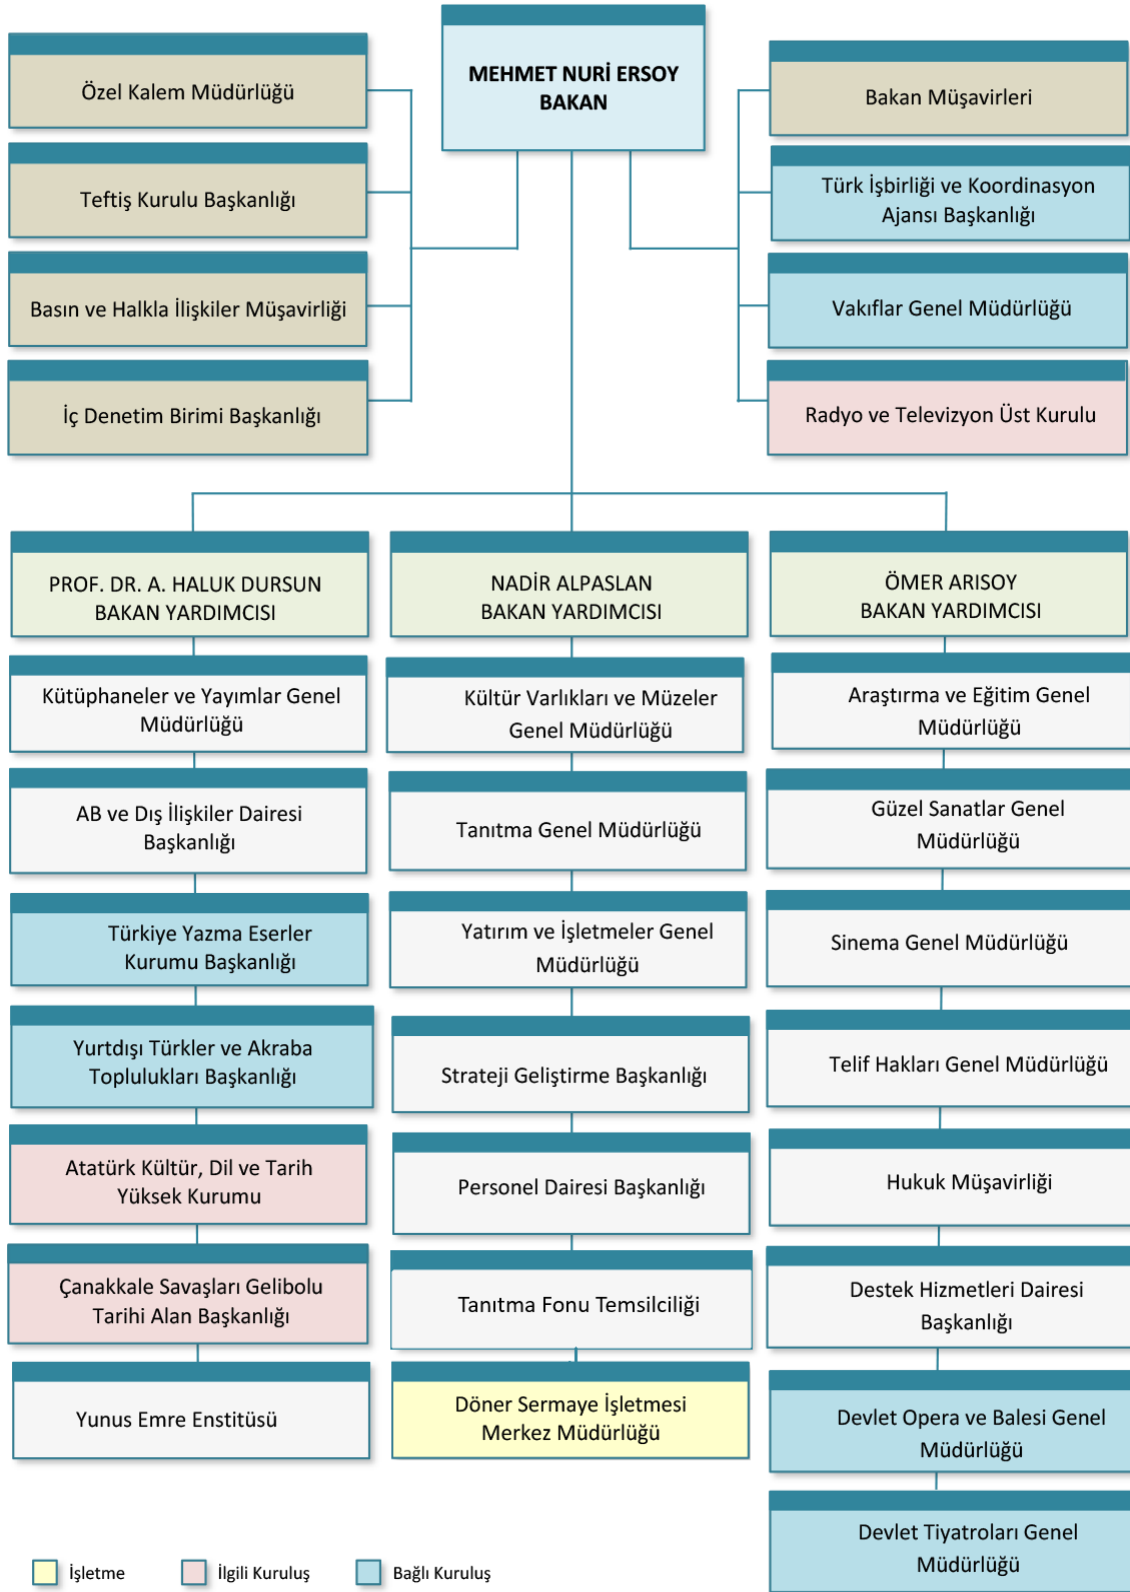 MEHMET NURİ ERSOY
BAKAN
Özel Kalem Müdürlüğü
Teftiş Kurulu Başkanlığı
Basın ve Halkla İlişkiler Müşavirliği
İç Denetim Birimi Başkanlığı
Bakan Müşavirleri
Türk İşbirliği ve Koordinasyon
Ajansı Başkanlığı
Vakıflar Genel Müdürlüğü
Radyo ve Televizyon Üst Kurulu
PROF. DR. A. HALUK DURSUN
BAKAN YARDIMCISI
Kütüphaneler ve Yayımlar Genel
Müdürlüğü
AB ve Dış İlişkiler Dairesi
Başkanlığı
Türkiye Yazma Eserler
Kurumu Başkanlığı
Yurtdışı Türkler ve Akraba
Toplulukları Başkanlığı
Atatürk Kültür, Dil ve Tarih
Yüksek Kurumu
Çanakkale Savaşları Gelibolu
Tarihi Alan Başkanlığı
Yunus Emre Enstitüsü
NADİR ALPASLAN
BAKAN YARDIMCISI
Kültür Varlıkları ve Müzeler
Genel Müdürlüğü
Tanıtma Genel Müdürlüğü
Yatırım ve İşletmeler Genel
Müdürlüğü
Strateji Geliştirme Başkanlığı
Personel Dairesi Başkanlığı
Tanıtma Fonu Temsilciliği
Döner Sermaye İşletmesi
Merkez Müdürlüğü
ÖMER ARISOY
BAKAN YARDIMCISI
Araştırma ve Eğitim Genel
Müdürlüğü
Güzel Sanatlar Genel
Müdürlüğü
Sinema Genel Müdürlüğü
Telif Hakları Genel Müdürlüğü
Hukuk Müşavirliği
Destek Hizmetleri Dairesi
Başkanlığı
Devlet Opera ve Balesi Genel
Müdürlüğü
Devlet Tiyatroları Genel
Müdürlüğü
İşletme
İlgili Kuruluş
Bağlı Kuruluş